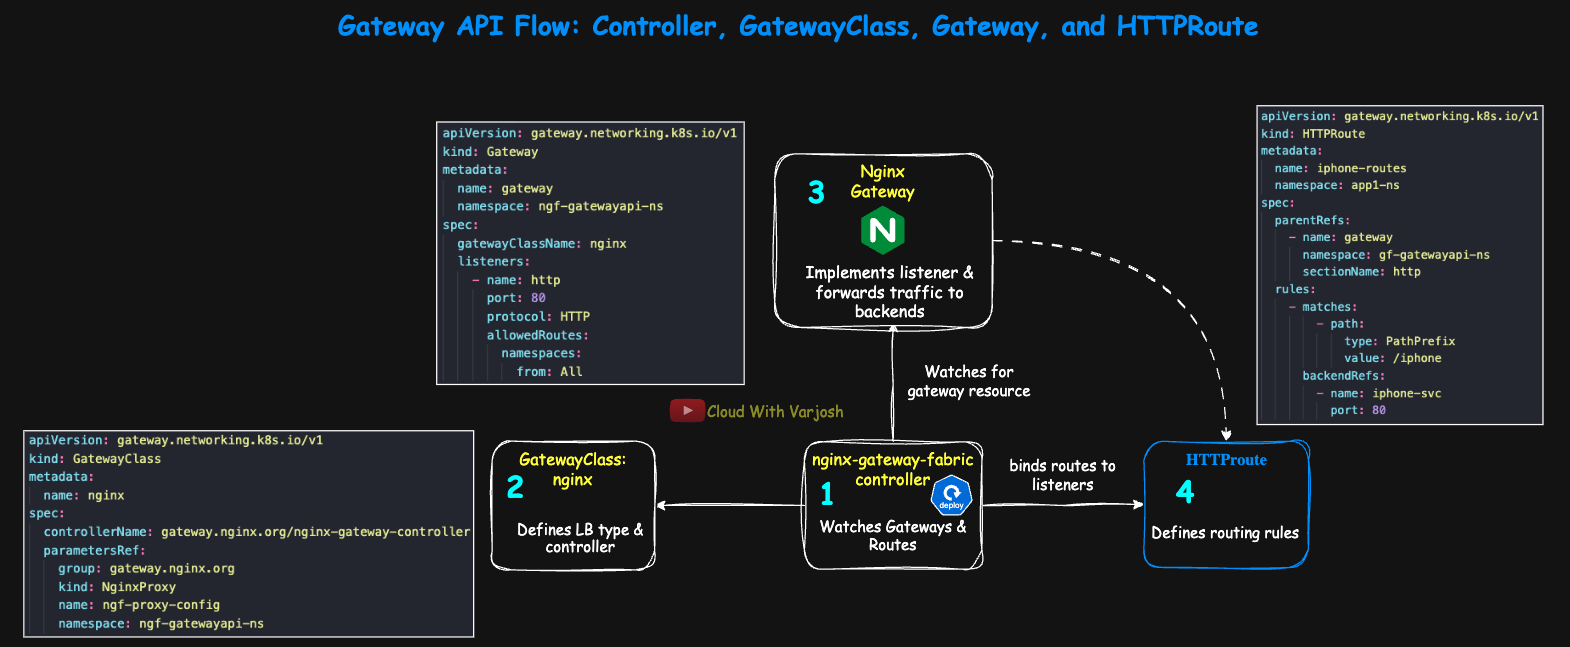 Gateway API Flow: Controller, GatewayClass, Gateway, and HTTPRoute
apiVersion: gateway.networking.k8s.io/v1
kind: Gateway
metadata:
  name: gateway
  namespace: ngf-gatewayapi-ns
spec:
  gatewayClassName: nginx
  listeners:
    - name: http
      port: 80
      protocol: HTTP
      allowedRoutes:
        namespaces:
          from: All
3
Nginx
Gateway
N
Implements listener &
forwards traffic to
backends
apiVersion: gateway.networking.k8s.io/v1
kind: HTTPRoute
metadata:
  name: iphone-routes
  namespace: app1-ns
spec:
  parentRefs:
    - name: gateway
      namespace: gf-gatewayapi-ns
      sectionName: http
  rules:
    - matches:
        - path:
            type: PathPrefix
            value: /iphone
      backendRefs:
        - name: iphone-svc
          port: 80
Watches for
gateway resource
Cloud With Varjosh
apiVersion: gateway.networking.k8s.io/v1
kind: GatewayClass
metadata:
  name: nginx
spec:
  controllerName: gateway.nginx.org/nginx-gateway-controller
  parametersRef:
    group: gateway.nginx.org
    kind: NginxProxy
    name: ngf-proxy-config
    namespace: ngf-gatewayapi-ns
GatewayClass:
nginx
2
Defines LB type &
controller
nginx-gateway-fabric
controller
1
deploy
Watches Gateways &
Routes
binds routes to
listeners
HTTProute
4
Defines routing rules